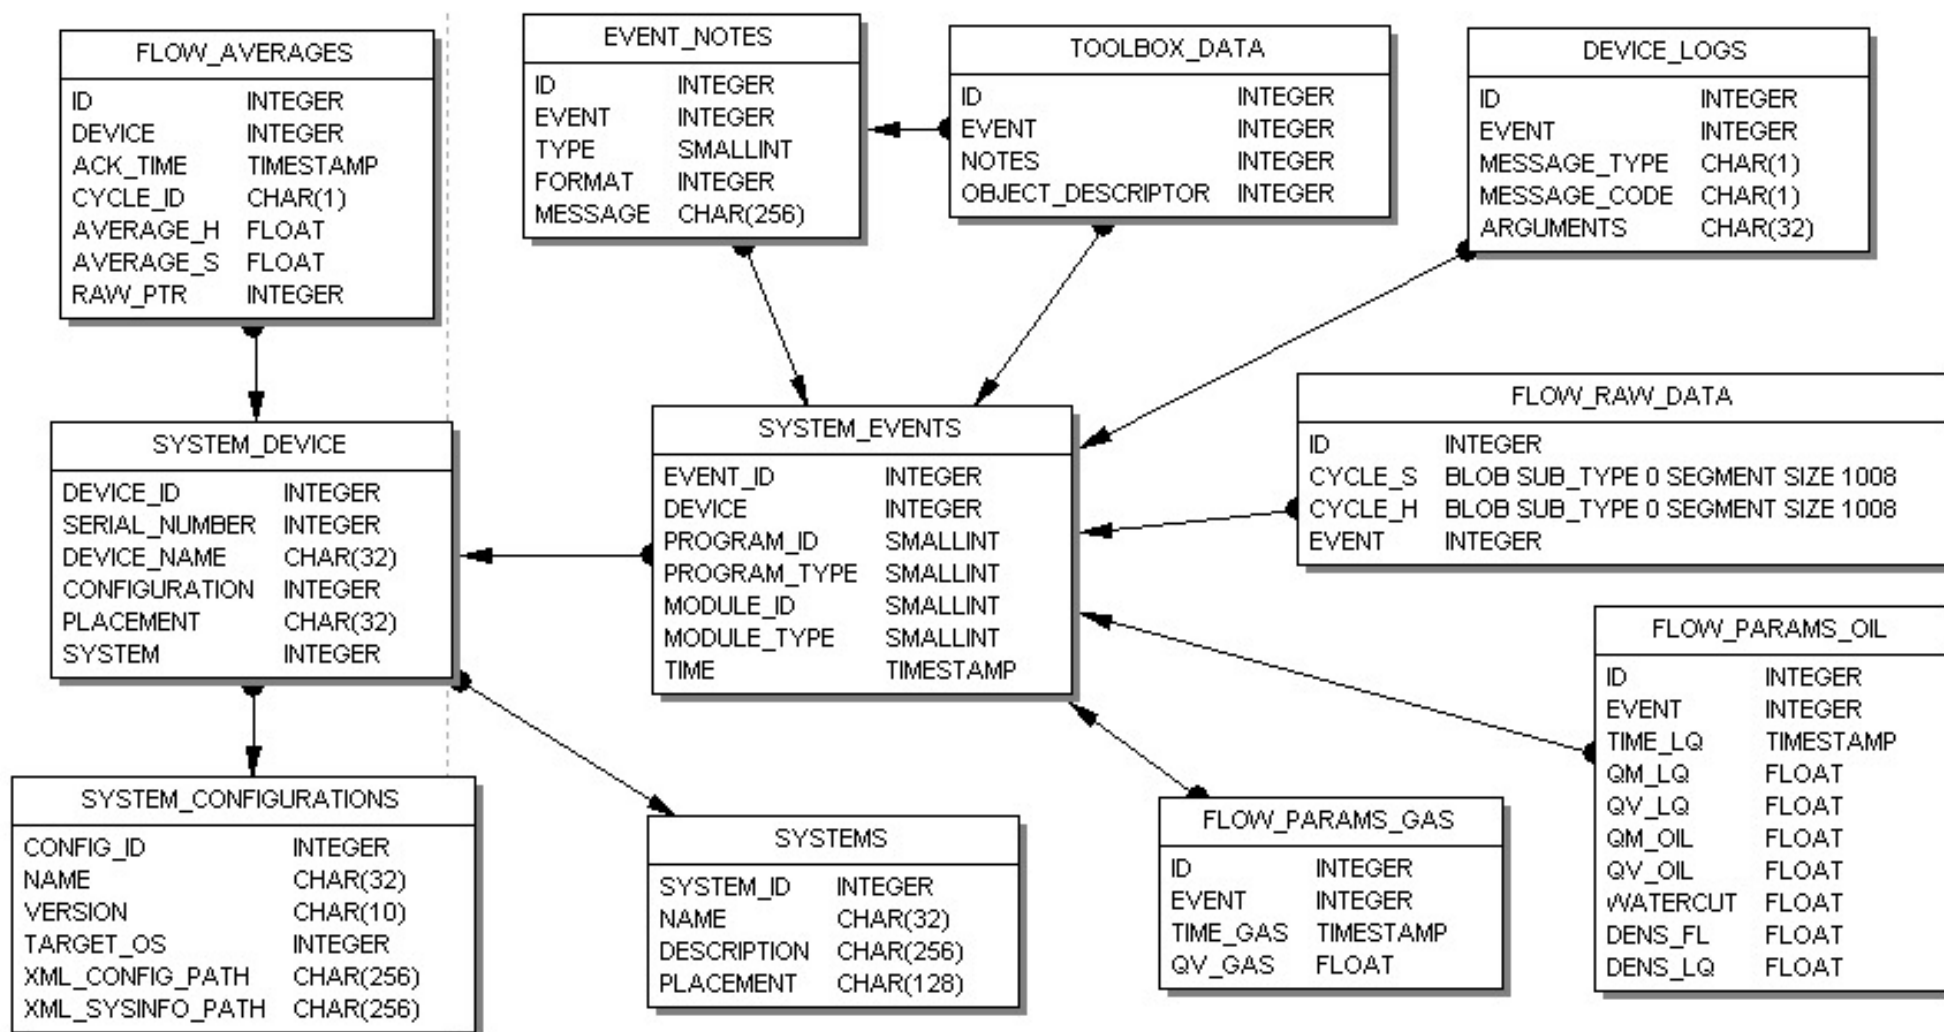 FLOW_AVERAGES
ID INTEGER
DEVICE INTEGER
ACK_TIME TIMESTAMP
CYCLE_ID CHAR(1)
AVERAGE_H FLOAT
AVERAGE_S FLOAT
RAW_PTR INTEGER
EVENT_NOTES
ID INTEGER
EVENT INTEGER
TYPE SMALLINT
FORMAT INTEGER
MESSAGE CHAR(256)
TOOLBOX_DATA
ID INTEGER
EVENT INTEGER
NOTES INTEGER
OBJECT_DESCRIPTOR INTEGER
DEVICE_LOGS
ID INTEGER
EVENT INTEGER
MESSAGE_TYPE CHAR(1)
MESSAGE_CODE CHAR(1)
ARGUMENTS CHAR(32)
SYSTEM_DEVICE
DEVICE_ID INTEGER
SERIAL_NUMBER INTEGER
DEVICE_NAME CHAR(32)
CONFIGURATION INTEGER
PLACEMENT CHAR(32)
SYSTEM INTEGER
SYSTEM_EVENTS
EVENT_ID INTEGER
DEVICE INTEGER
PROGRAM_ID SMALLINT
PROGRAM_TYPE SMALLINT
MODULE_ID SMALLINT
MODULE_TYPE SMALLINT
TIME TIMESTAMP
FLOW_RAW_DATA
ID INTEGER
CYCLE_S BLOB SUB_TYPE 0 SEGMENT SIZE 1008
CYCLE_H BLOB SUB_TYPE 0 SEGMENT SIZE 1008
EVENT INTEGER
FLOW_PARAMS_OIL
ID INTEGER
EVENT INTEGER
TIME_LQ TIMESTAMP
QM_LQ FLOAT
QV_LQ FLOAT
QM_OIL FLOAT
QV_OIL FLOAT
WATERCUT FLOAT
DENS_FL FLOAT
DENS_LQ FLOAT
SYSTEM_CONFIGURATIONS
CONFIG_ID INTEGER
NAME CHAR(32)
VERSION CHAR(10)
TARGET_OS INTEGER
XML_CONFIG_PATH CHAR(256)
XML_SYSINFO_PATH CHAR(256)
SYSTEMS
SYSTEM_ID INTEGER
NAME CHAR(32)
DESCRIPTION CHAR(256)
PLACEMENT CHAR(128)
FLOW_PARAMS_GAS
ID INTEGER
EVENT INTEGER
TIME_GAS TIMESTAMP
QV_GAS FLOAT